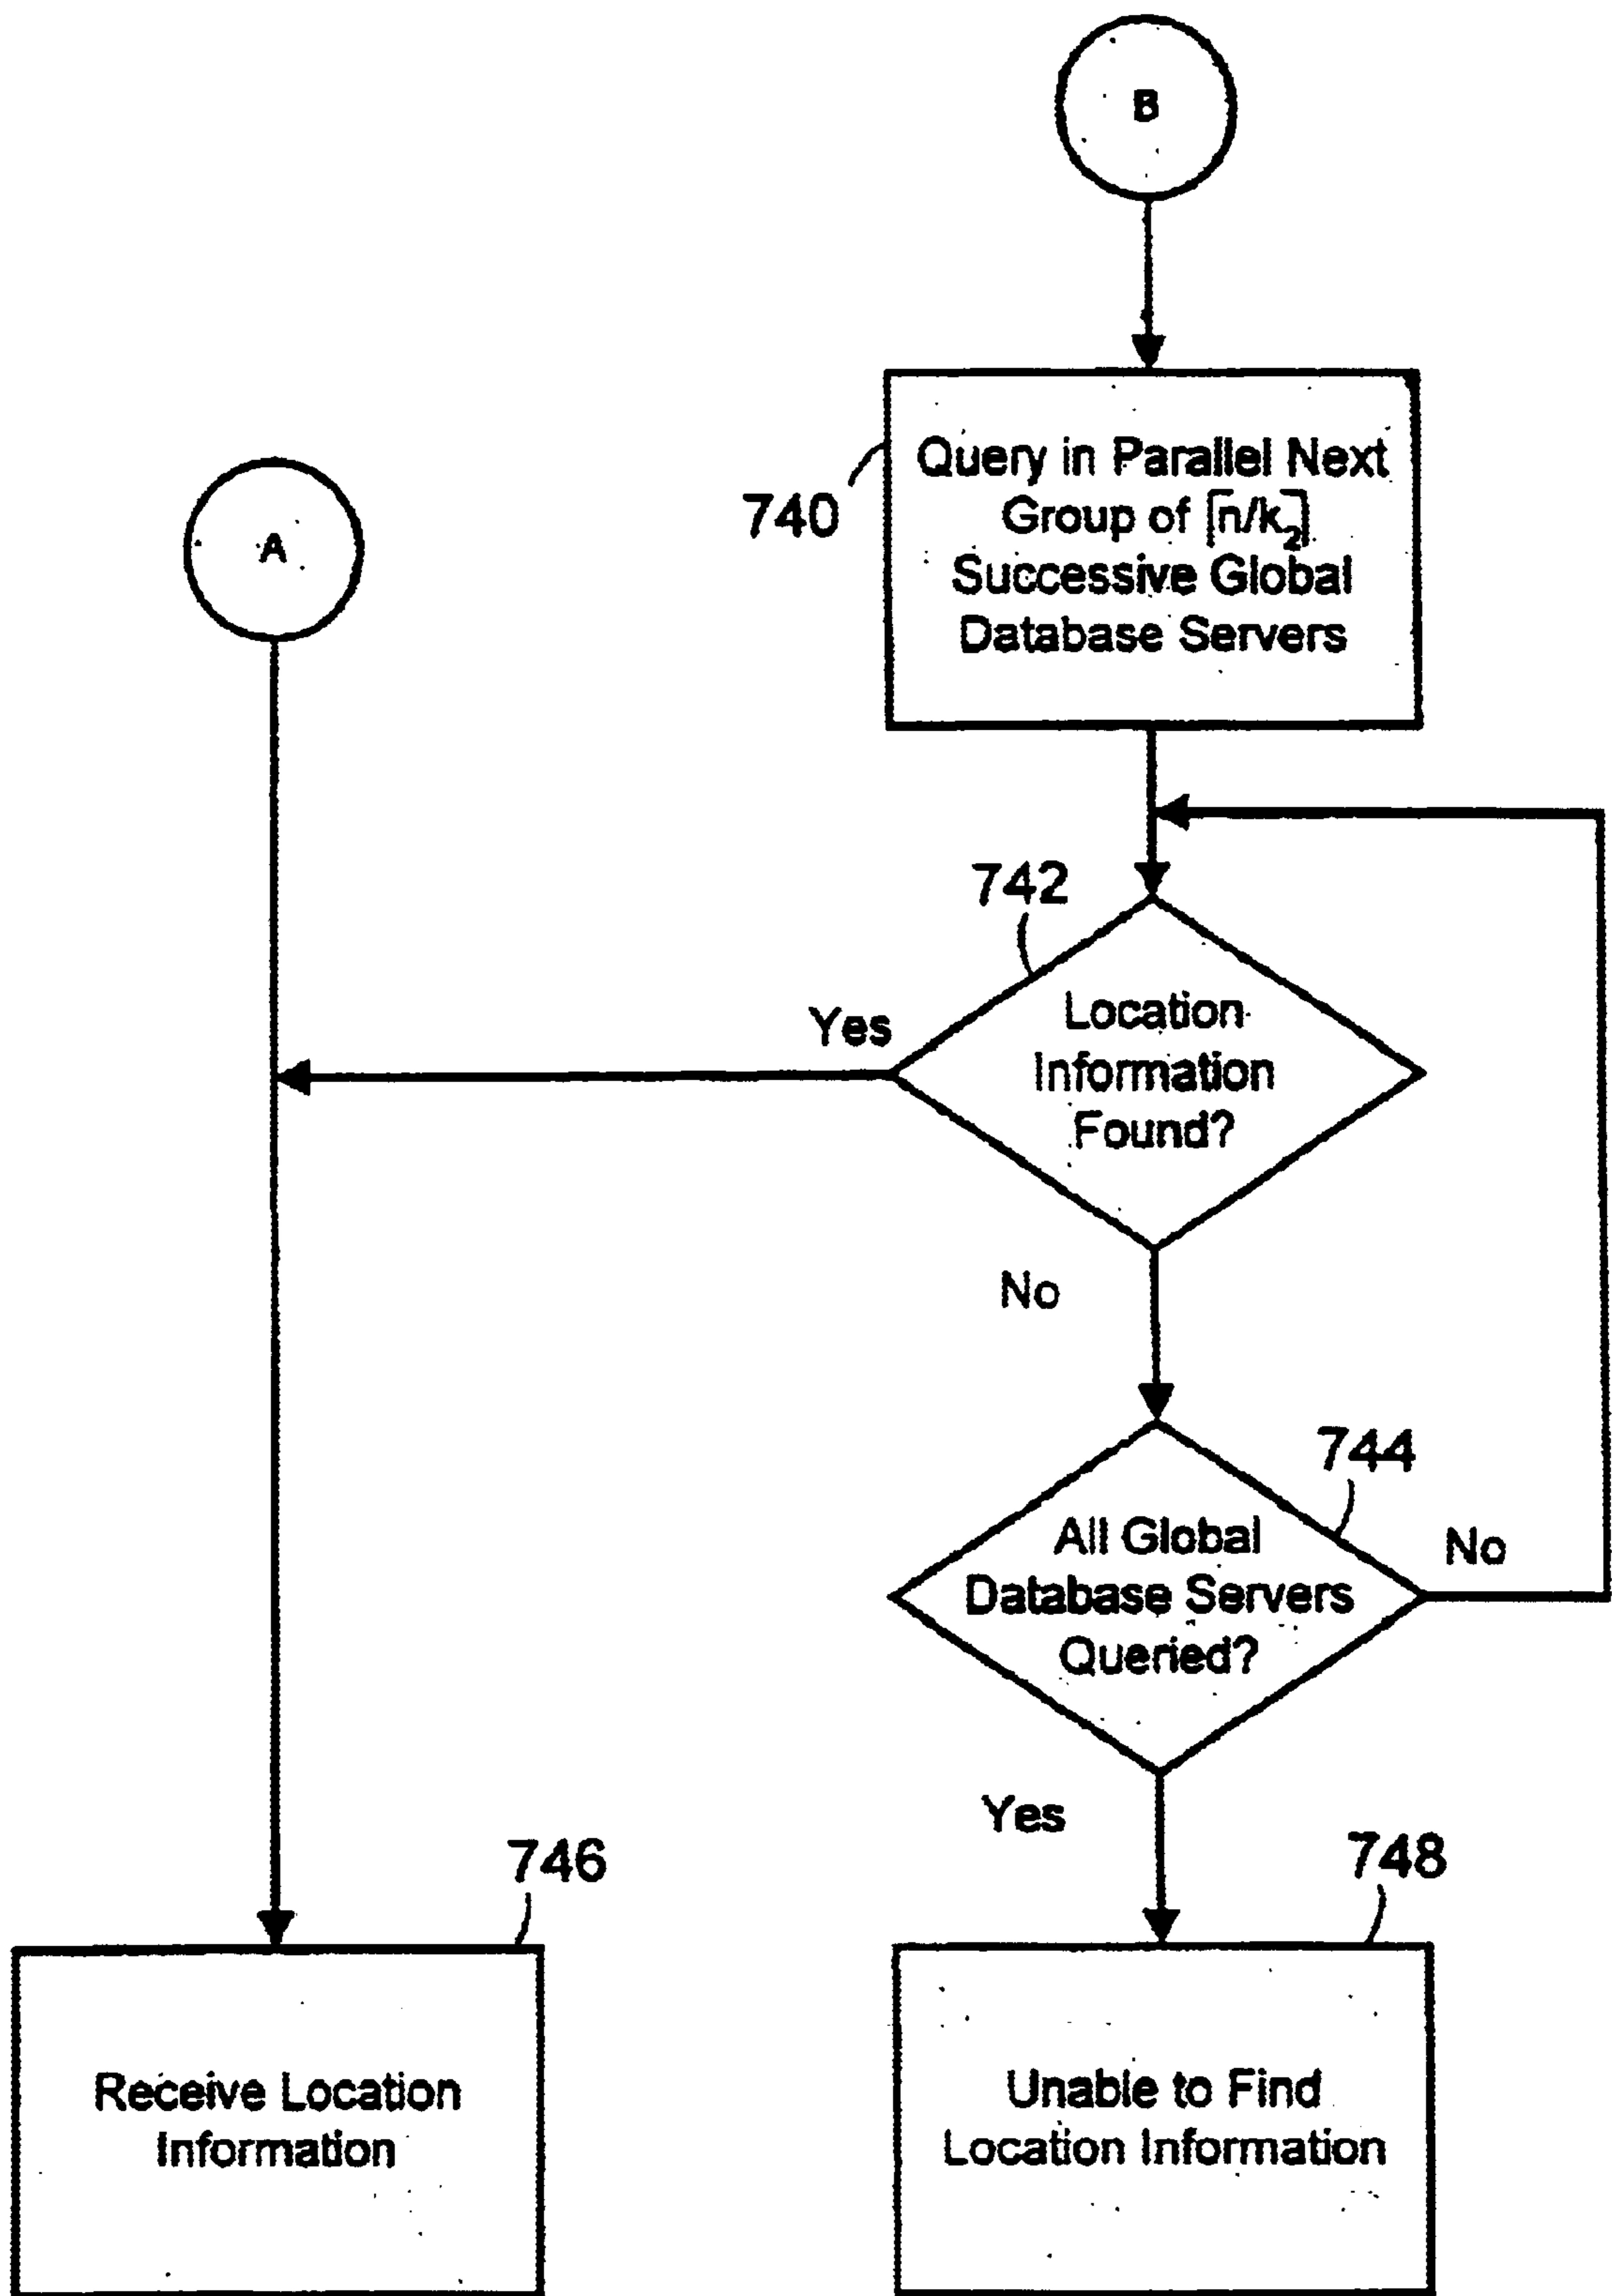 B
740
Query in Parallel Next
Group of ⌈n/k₂⌉
Successive Global
Database Servers
A
742
Yes
Location
Information
Found?
No
744
All Global
Database Servers
Queried?
No
Yes
746
Receive Location
Information
748
Unable to Find
Location Information